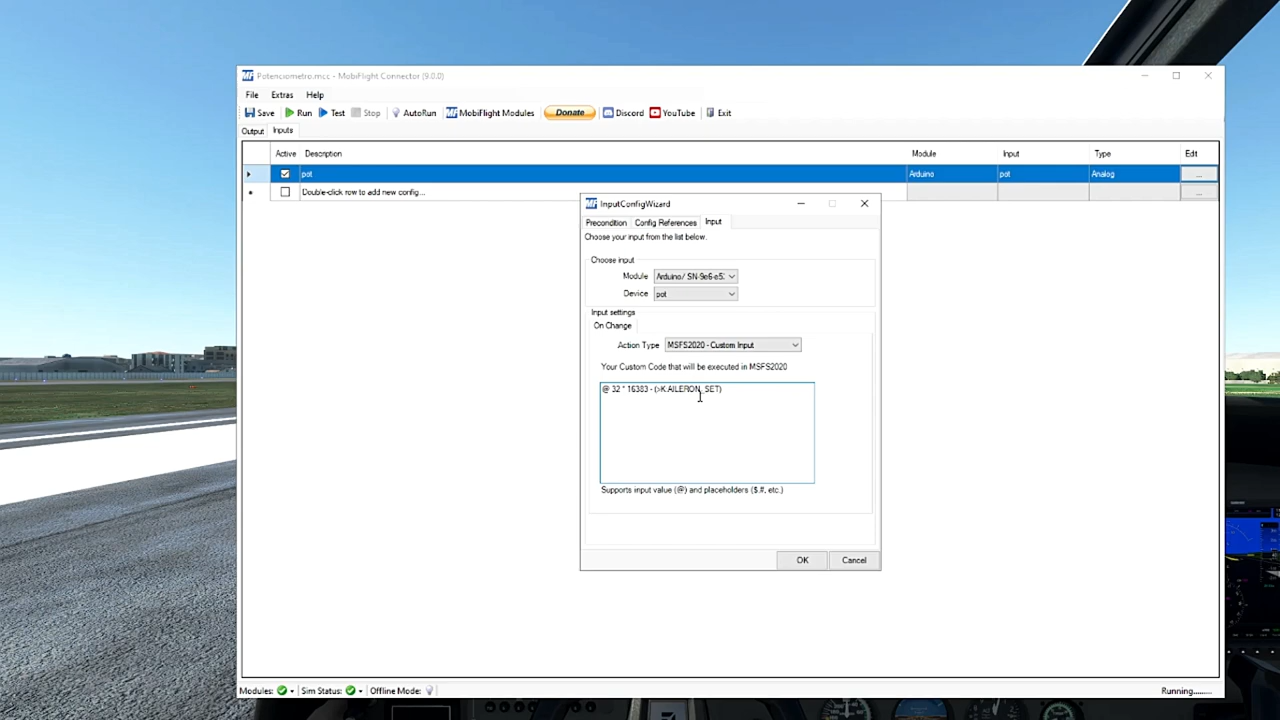 Potenciometro.mcc - MobiFlight Connector (9.0.0)
File Extras Help
Save Run Test Stop AutoRun MobiFlight Modules Donate Discord YouTube Exit
Output Inputs
Active Description Module Input Type Edit
pot Arduino pot Analog ...
Double-click row to add new config... ...
InputConfigWizard
Precondition Config References Input
Choose your input from the list below.
Choose input
Module Arduino/ SN-9e6-e5
Device pot
Input settings
On Change
Action Type MSFS2020 - Custom Input
Your Custom Code that will be executed in MSFS2020
@ 32 * 16383 - (>K:AILERON_SET)
Supports input value (@) and placeholders ($,#, etc.)
OK Cancel
Modules: Sim Status: Offline Mode: Running........